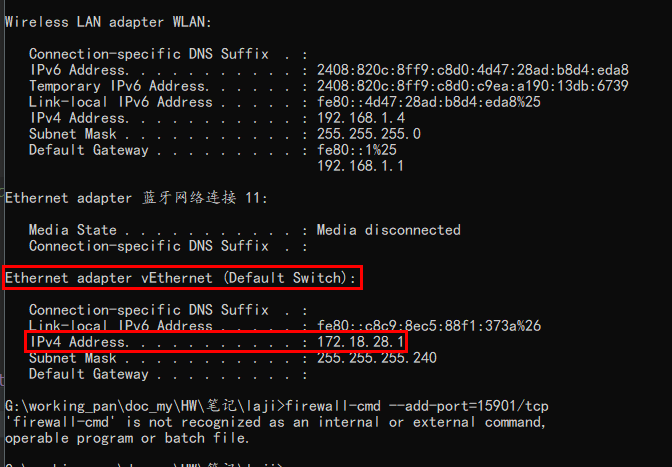 Wireless LAN adapter WLAN:
Connection-specific DNS Suffix  . :
IPv6 Address. . . . . . . . . . . : 2408:820c:8ff9:c8d0:4d47:28ad:b8d4:eda8
Temporary IPv6 Address. . . . . . : 2408:820c:8ff9:c8d0:c9ea:a190:13db:6739
Link-local IPv6 Address . . . . . : fe80::4d47:28ad:b8d4:eda8%25
IPv4 Address. . . . . . . . . . . : 192.168.1.4
Subnet Mask . . . . . . . . . . . : 255.255.255.0
Default Gateway . . . . . . . . . : fe80::1%25
192.168.1.1
Ethernet adapter 蓝牙网络连接 11:
Media State . . . . . . . . . . . : Media disconnected
Connection-specific DNS Suffix  . :
Ethernet adapter vEthernet (Default Switch):
Connection-specific DNS Suffix  . :
Link-local IPv6 Address . . . . . : fe80::c8c9:8ec5:88f1:373a%26
IPv4 Address. . . . . . . . . . . : 172.18.28.1
Subnet Mask . . . . . . . . . . . : 255.255.255.240
Default Gateway . . . . . . . . . :
G:\working_pan\doc_my\HW\笔记\laji>firewall-cmd --add-port=15901/tcp
'firewall-cmd' is not recognized as an internal or external command,
operable program or batch file.